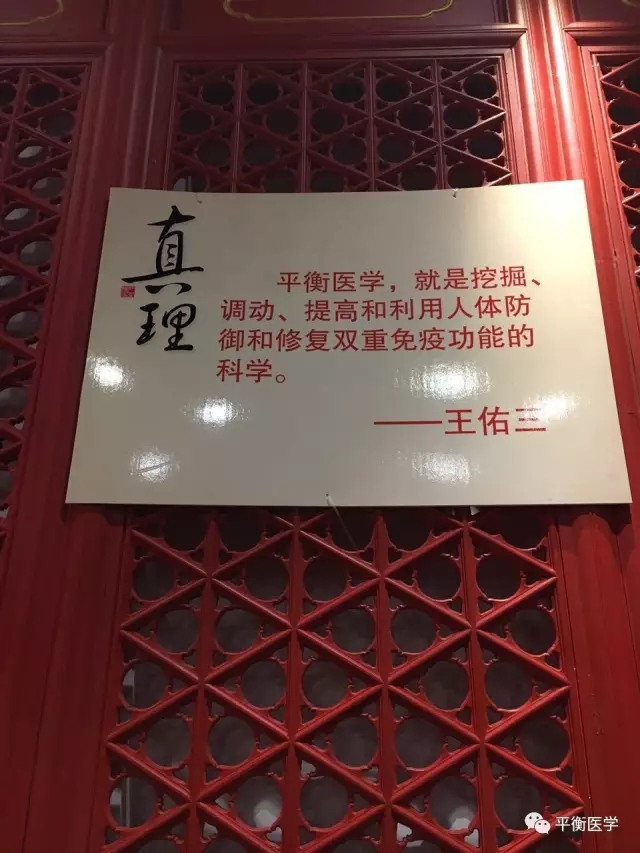 真理
平衡医学，就是挖掘、
调动、提高和利用人体防
御和修复双重免疫功能的
科学。
——王佑三
平衡医学